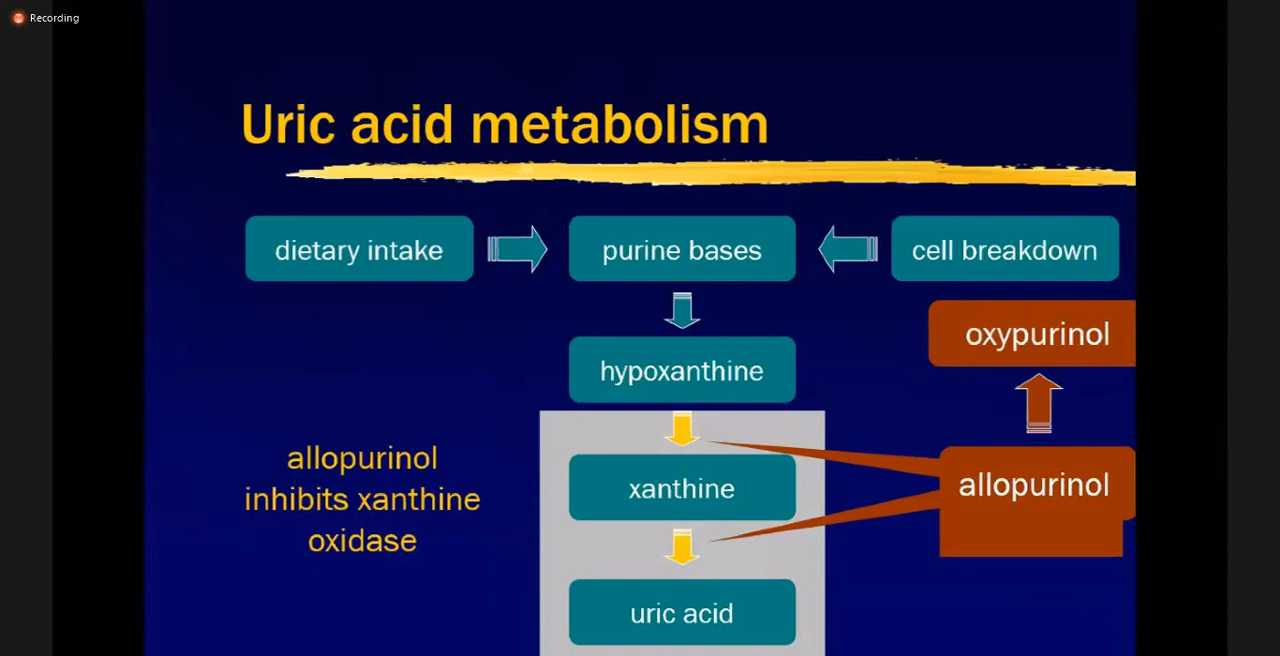 Recording
Uric acid metabolism
dietary intake
purine bases
cell breakdown
oxypurinol
hypoxanthine
allopurinol
inhibits xanthine
oxidase
xanthine
allopurinol
uric acid